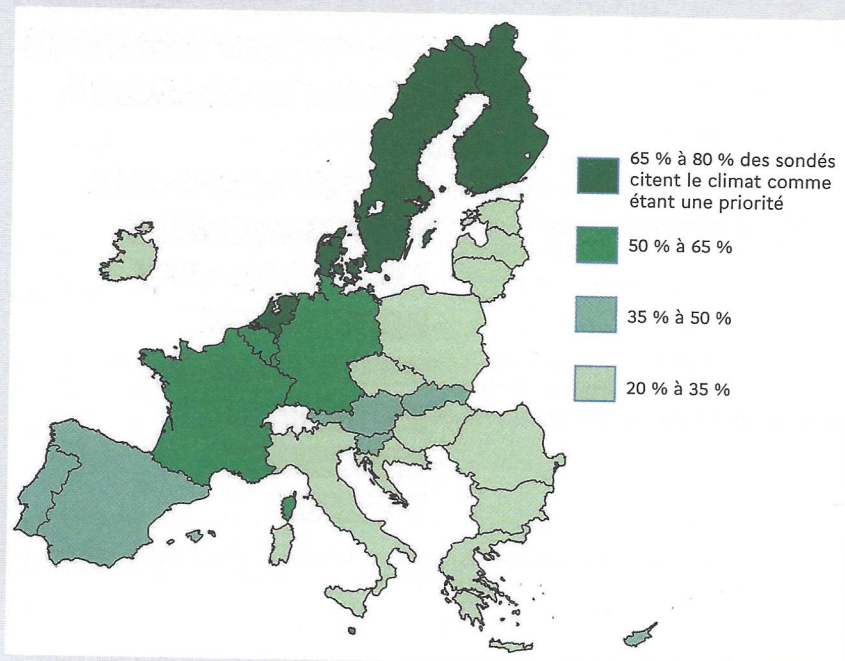 65 % à 80 % des sondés
citent le climat comme
étant une priorité
50 % à 65 %
35 % à 50 %
20 % à 35 %